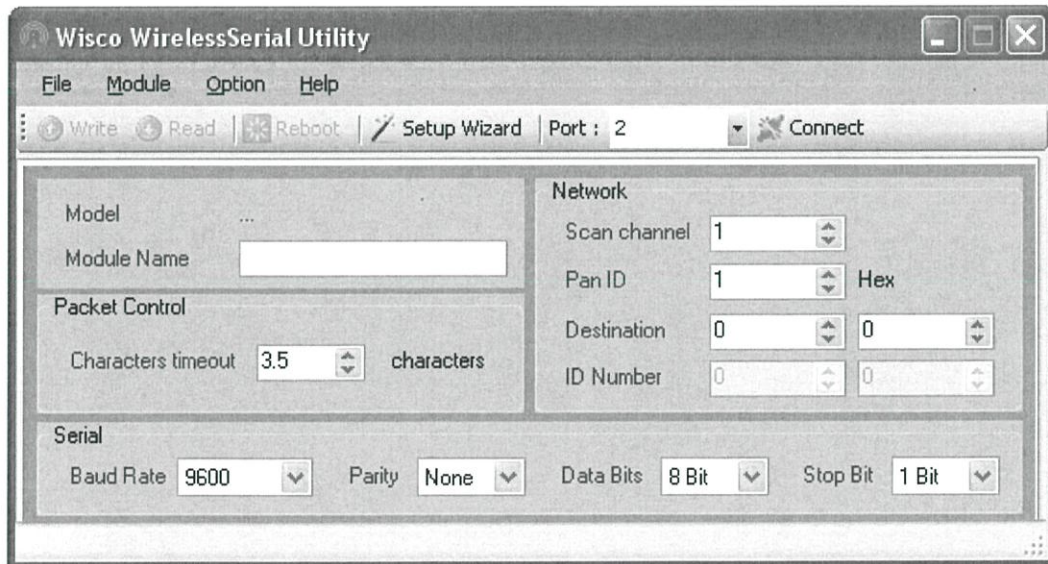 Wisco WirelessSerial Utility
File Module Option Help
Write Read Reboot Setup Wizard Port : 2 Connect
Model ...
Module Name
Packet Control
Characters timeout 3.5 characters
Network
Scan channel 1
Pan ID 1 Hex
Destination 0 0
ID Number 0 0
Serial
Baud Rate 9600 Parity None Data Bits 8 Bit Stop Bit 1 Bit